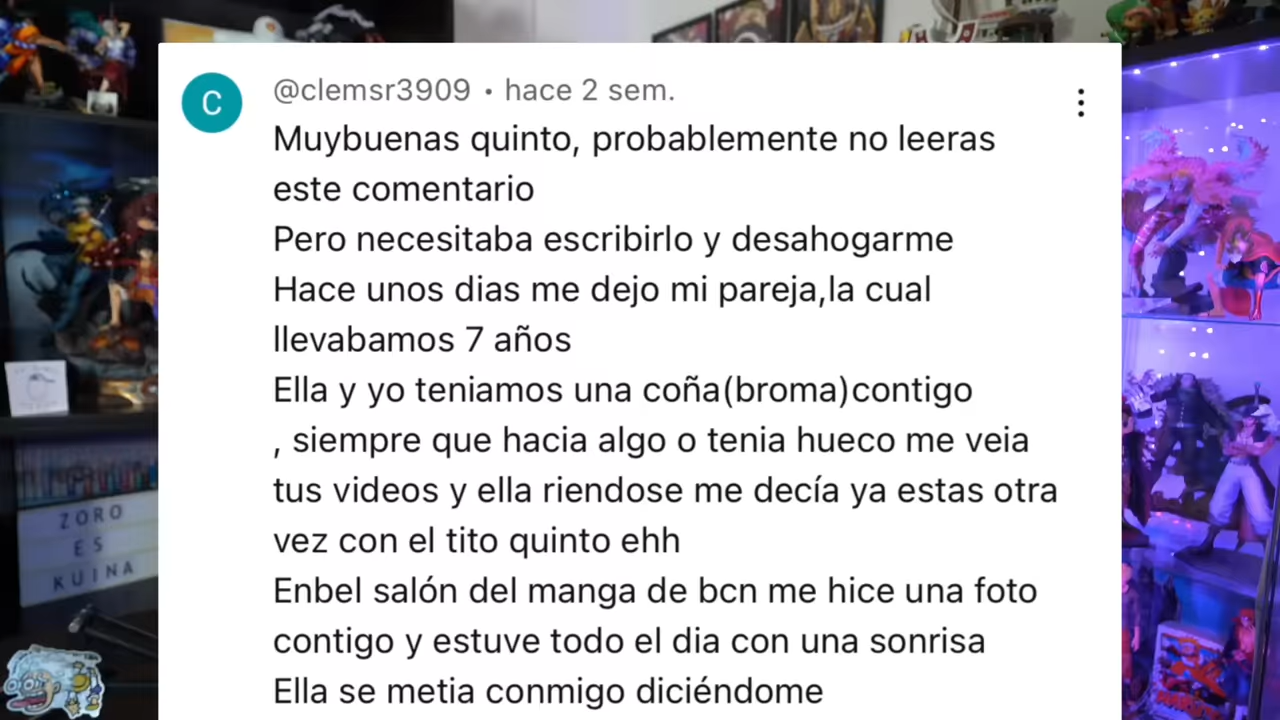 C
@clemsr3909 • hace 2 sem.
Muybuenas quinto, probablemente no leeras
este comentario
Pero necesitaba escribirlo y desahogarme
Hace unos dias me dejo mi pareja,la cual
llevabamos 7 años
Ella y yo teniamos una coña(broma)contigo
, siempre que hacia algo o tenia hueco me veia
tus videos y ella riendose me decía ya estas otra
vez con el tito quinto ehh
Enbel salón del manga de bcn me hice una foto
contigo y estuve todo el dia con una sonrisa
Ella se metia conmigo diciéndome
ZORO
ES
KUINA